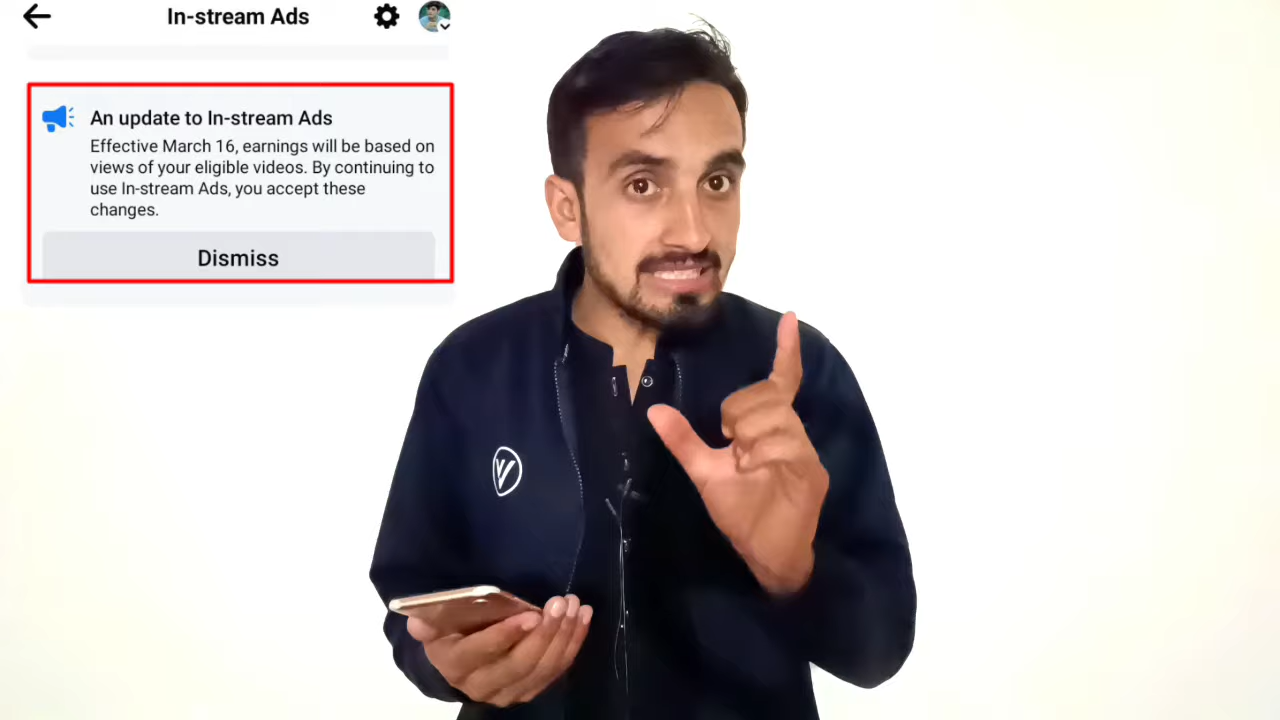 In-stream Ads
An update to In-stream Ads
Effective March 16, earnings will be based on
views of your eligible videos. By continuing to
use In-stream Ads, you accept these
changes.
Dismiss